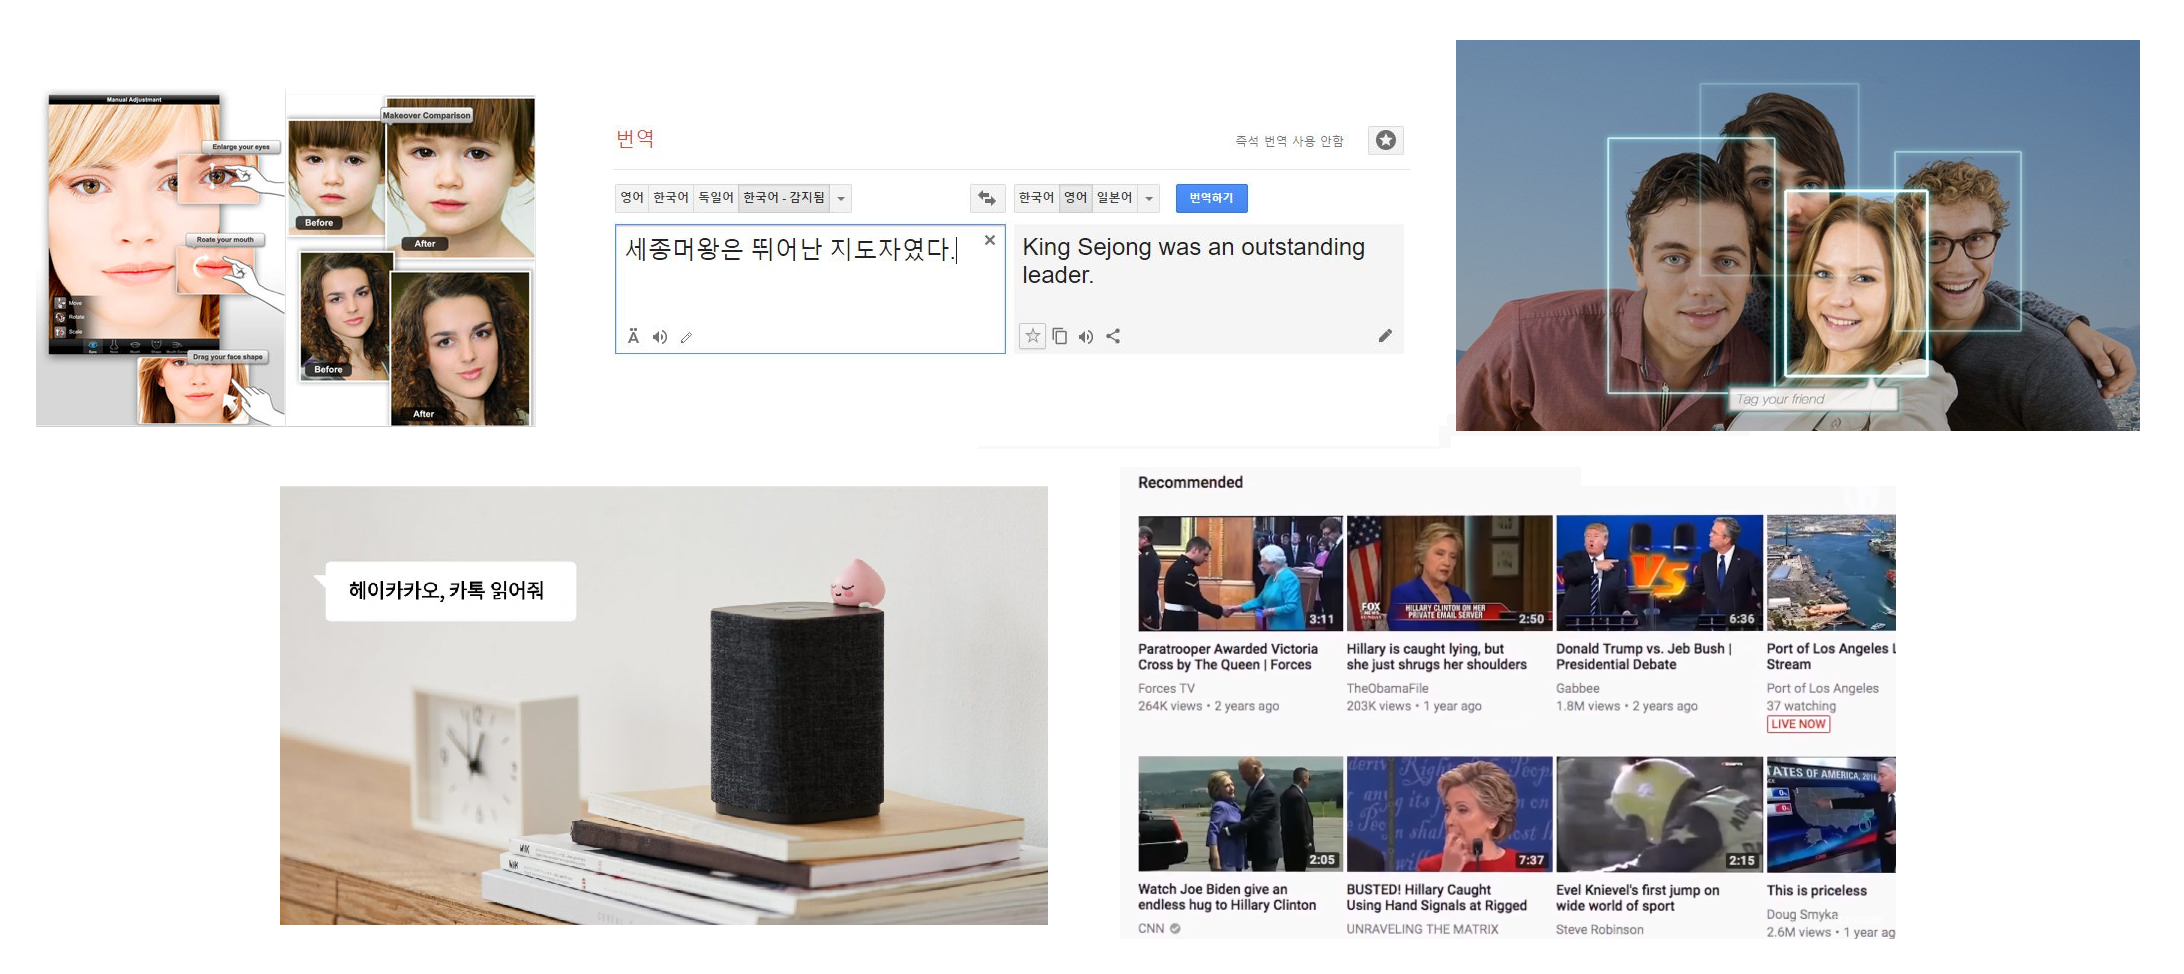 Manual Adjustmant
Enlarge your eyes
Roate your mouth
Move
Rotate
Scale
Drag your face shape
Makeover Comparison
Before
After
Before
After
번역
즉석 번역 사용 안함
영어 한국어 독일어 한국어 - 감지됨
한국어 영어 일본어
번역하기
세종머왕은 뛰어난 지도자였다.
King Sejong was an outstanding
leader.
Ä
Tag your friend
헤이카카오, 카톡 읽어줘
Recommended
FOX
NEWS
HILLARY CLINTON ON HER
PRIVATE EMAIL SERVER
VS
3:11
2:50
6:36
Paratrooper Awarded Victoria
Cross by The Queen | Forces
Forces TV
264K views • 2 years ago
Hillary is caught lying, but
she just shrugs her shoulders
TheObamaFile
203K views • 1 year ago
Donald Trump vs. Jeb Bush |
Presidential Debate
Gabbee
1.8M views • 2 years ago
Port of Los Angeles L
Stream
Port of Los Angeles
37 watching
LIVE NOW
TATES OF AMERICA, 2016
2:05
7:37
2:15
Watch Joe Biden give an
endless hug to Hillary Clinton
CNN
BUSTED! Hillary Caught
Using Hand Signals at Rigged
UNRAVELING THE MATRIX
Evel Knievel's first jump on
wide world of sport
Steve Robinson
This is priceless
Doug Smyka
2.6M views • 1 year ag